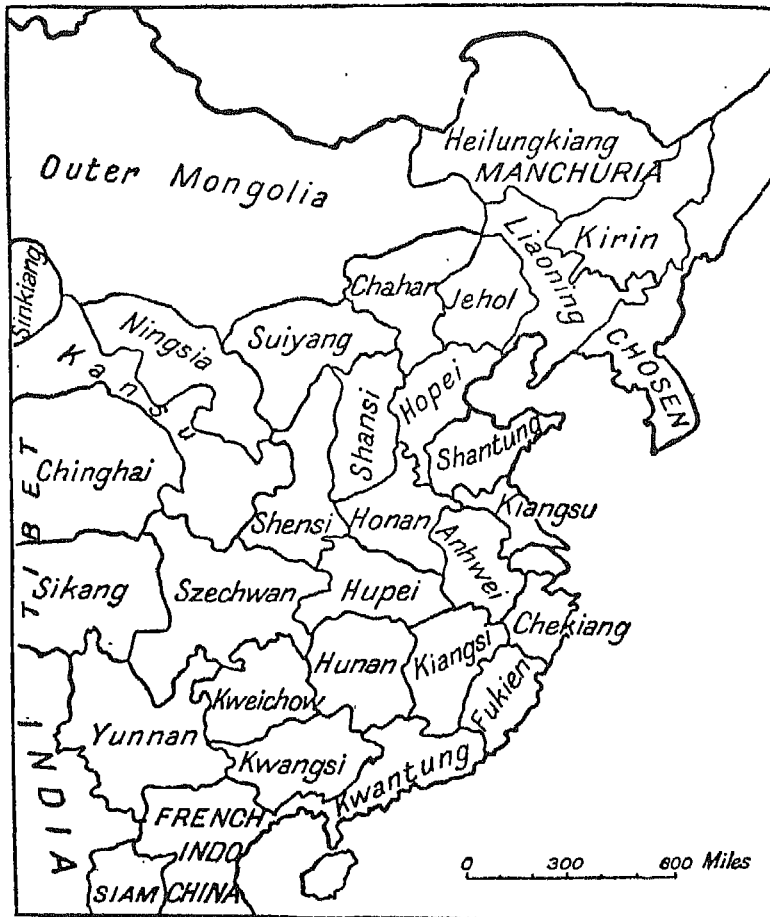 Heilungkiang
MANCHURIA
Outer Mongolia
Liaoning
Kirin
Sinkiang
Chahar
Jehol
Ningsia
Suiyang
Kansu
CHOSEN
Hopei
Shansi
Shantung
Chinghai
TIBET
Shensi
Honan
Kiangsu
Anhwei
Sikang
Szechwan
Hupei
Chekiang
Hunan
Kiangsi
Fukien
Kweichow
Yunnan
Kwangsi
Kwantung
INDIA
FRENCH
INDO
CHINA
SIAM
0 300 600 Miles